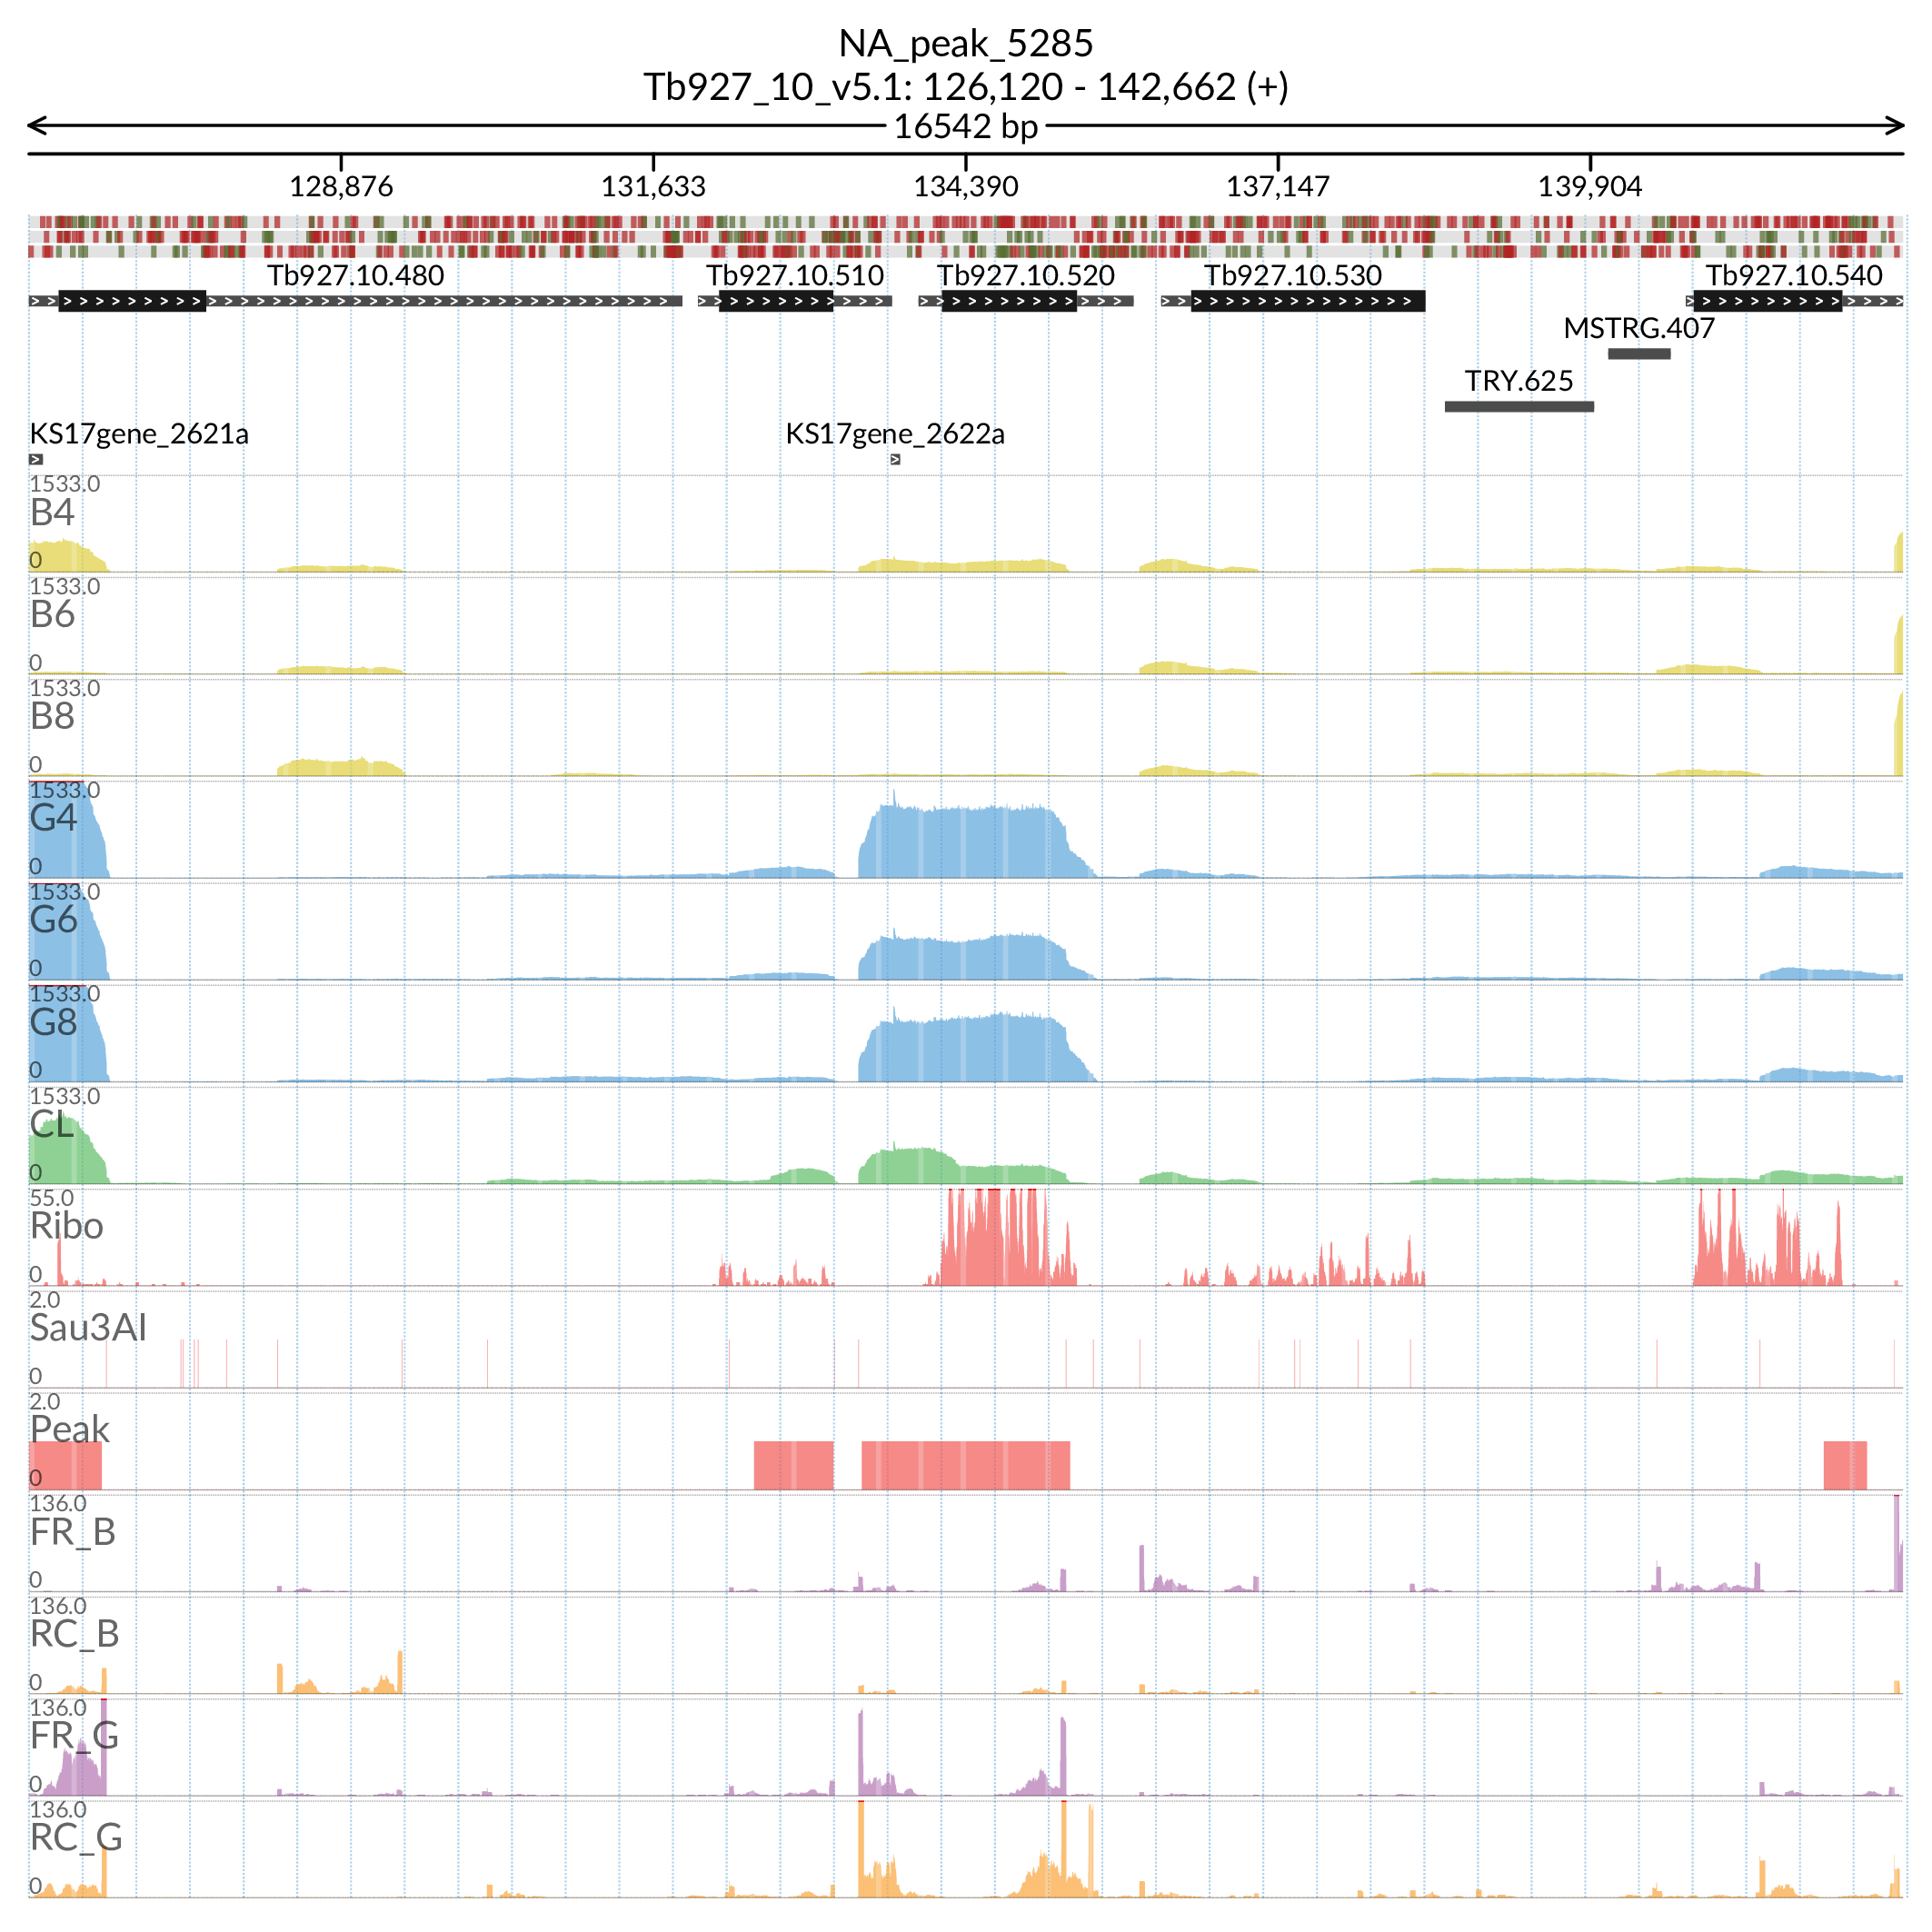 NA_peak_5285
Tb927_10_v5.1: 126,120 - 142,662 (+)
16542 bp
128,876 131,633 134,390 137,147 139,904
Tb927.10.480 Tb927.10.510 Tb927.10.520 Tb927.10.530 Tb927.10.540
MSTRG.407
TRY.625
KS17gene_2621a KS17gene_2622a
1533.0
B4
0
1533.0
B6
0
1533.0
B8
0
1533.0
G4
0
1533.0
G6
0
1533.0
G8
0
1533.0
CL
0
55.0
Ribo
0
2.0
Sau3AI
0
2.0
Peak
0
136.0
FR_B
0
136.0
RC_B
0
136.0
FR_G
0
136.0
RC_G
0